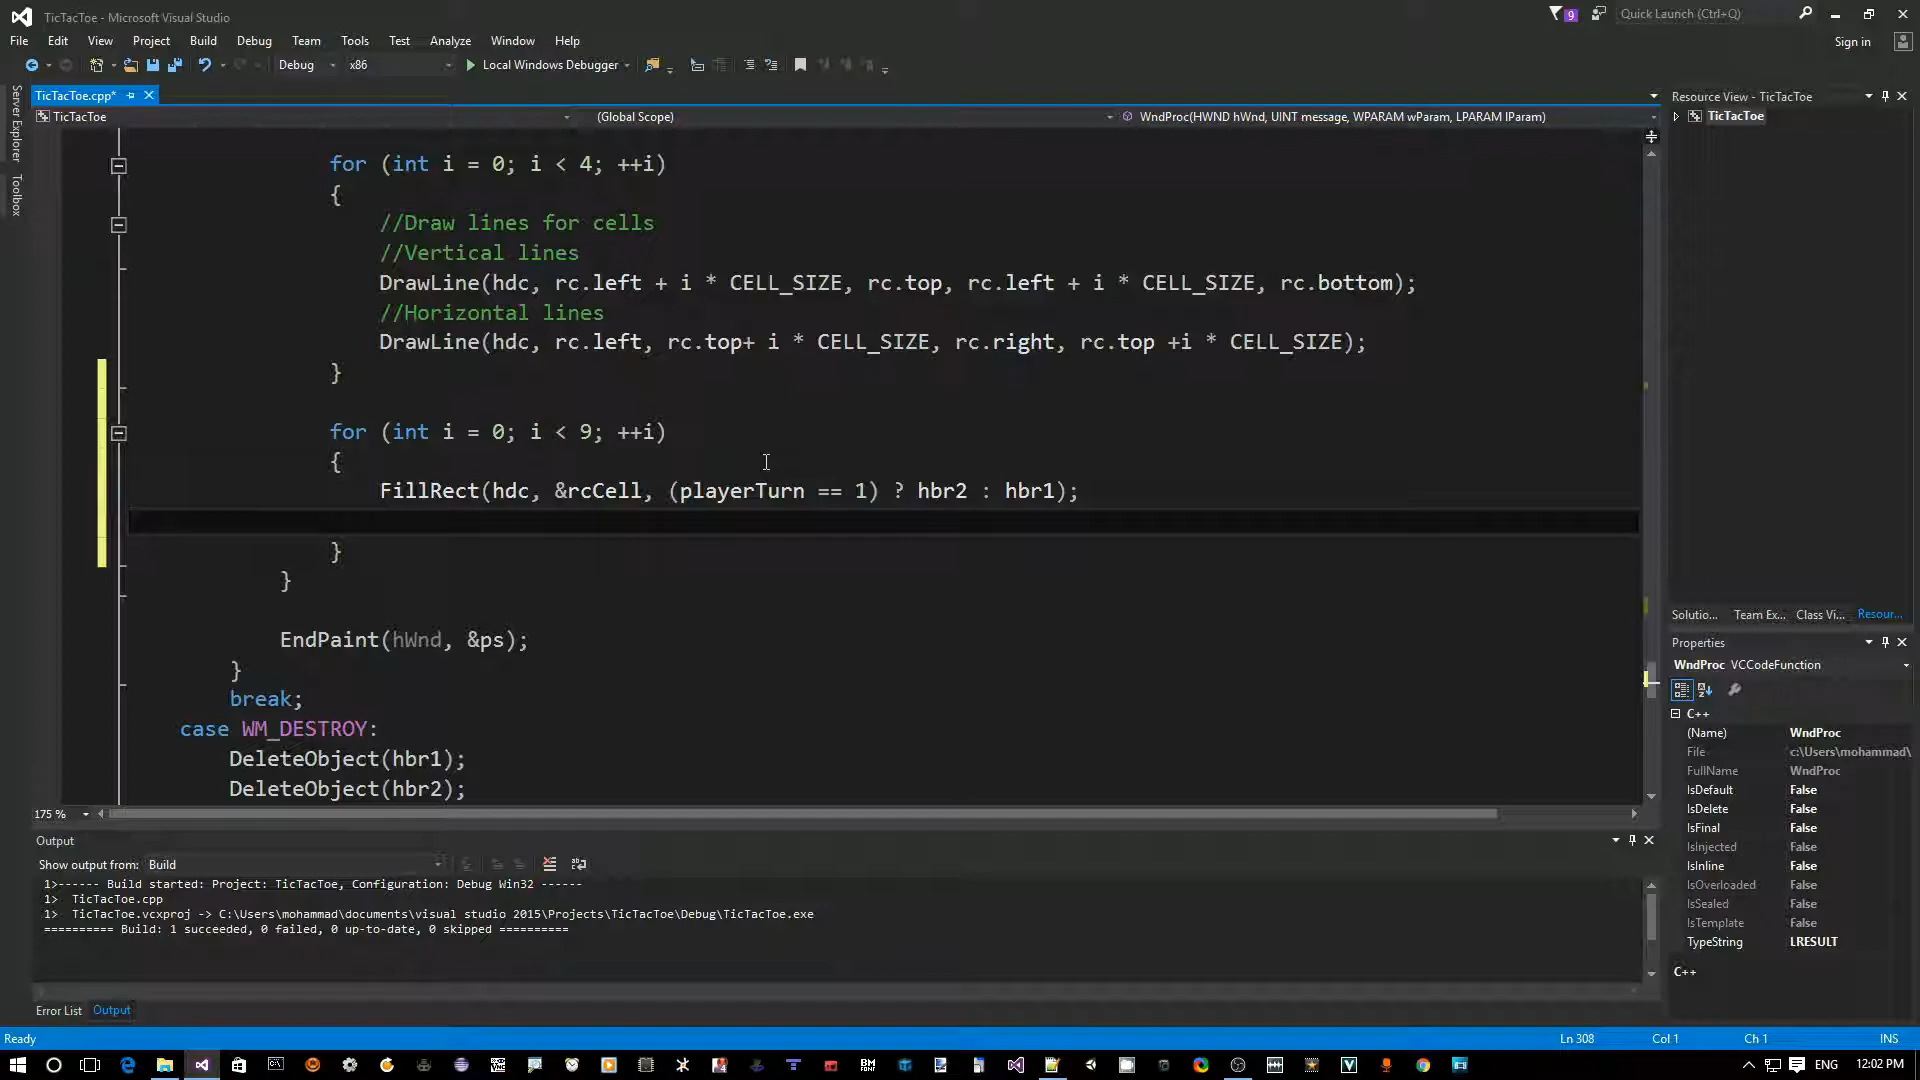 TicTacToe - Microsoft Visual Studio
9
Quick Launch (Ctrl+Q)
File Edit View Project Build Debug Team Tools Test Analyze Window Help
Sign in
Debug x86 Local Windows Debugger
Server Explorer
Toolbox
TicTacToe.cpp*
TicTacToe (Global Scope) WndProc(HWND hWnd, UINT message, WPARAM wParam, LPARAM lParam)
for (int i = 0; i < 4; ++i)
{
//Draw lines for cells
//Vertical lines
DrawLine(hdc, rc.left + i * CELL_SIZE, rc.top, rc.left + i * CELL_SIZE, rc.bottom);
//Horizontal lines
DrawLine(hdc, rc.left, rc.top+ i * CELL_SIZE, rc.right, rc.top +i * CELL_SIZE);
}
for (int i = 0; i < 9; ++i)
{
FillRect(hdc, &rcCell, (playerTurn == 1) ? hbr2 : hbr1);
}
}
EndPaint(hWnd, &ps);
}
break;
case WM_DESTROY:
DeleteObject(hbr1);
DeleteObject(hbr2);
175 %
Output
Show output from: Build
1>------ Build started: Project: TicTacToe, Configuration: Debug Win32 ------
1>  TicTacToe.cpp
1>  TicTacToe.vcxproj -> C:\Users\mohammad\documents\visual studio 2015\Projects\TicTacToe\Debug\TicTacToe.exe
========== Build: 1 succeeded, 0 failed, 0 up-to-date, 0 skipped ==========
Error List Output
Resource View - TicTacToe
TicTacToe
Solutio... Team Ex... Class Vi... Resour...
Properties
WndProc VCCodeFunction
C++
(Name) WndProc
File c:\Users\mohammad\
FullName WndProc
IsDefault False
IsDelete False
IsFinal False
IsInjected False
IsInline False
IsOverloaded False
IsSealed False
IsTemplate False
TypeString LRESULT
C++
Ready Ln 308 Col 1 Ch 1 INS
ENG 12:02 PM